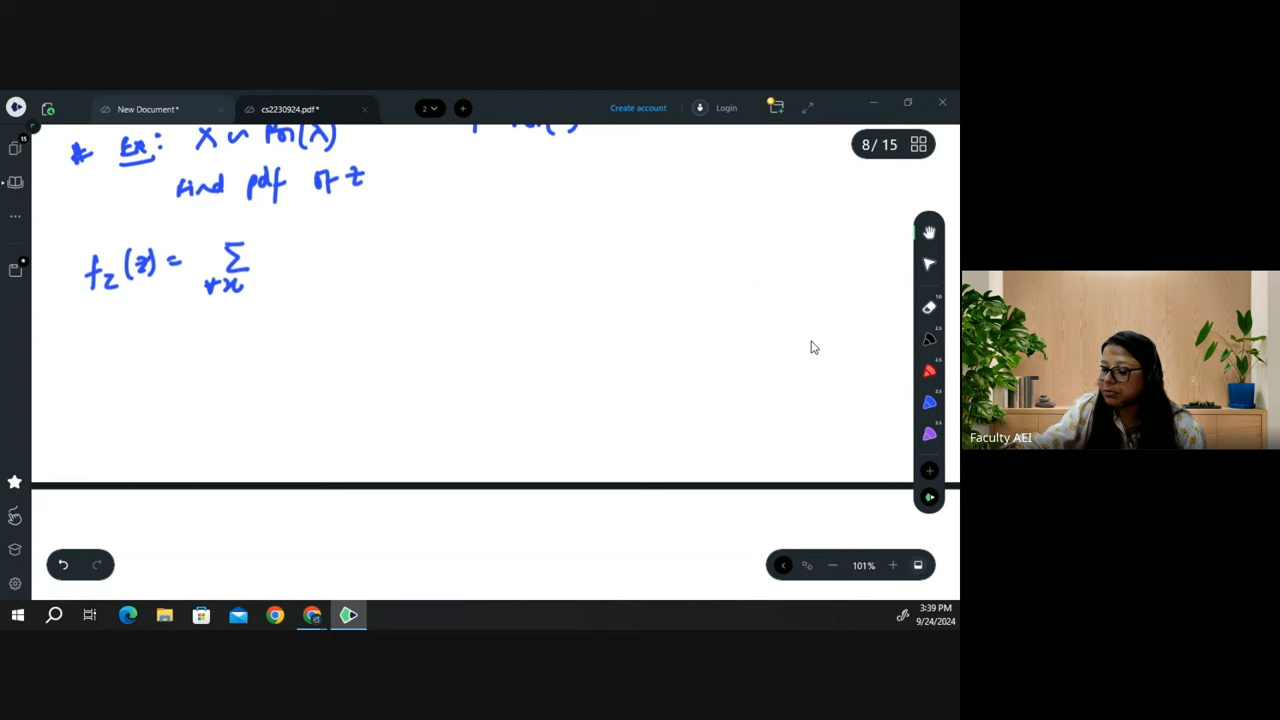 New Document*
cs2230924.pdf*
2
Create account
Login
* Ex: X ~ Poi(λ)
Find pdf of z
8 / 15
f_z(z) = Σ
∀x
101%
Faculty AEI
3:39 PM
9/24/2024